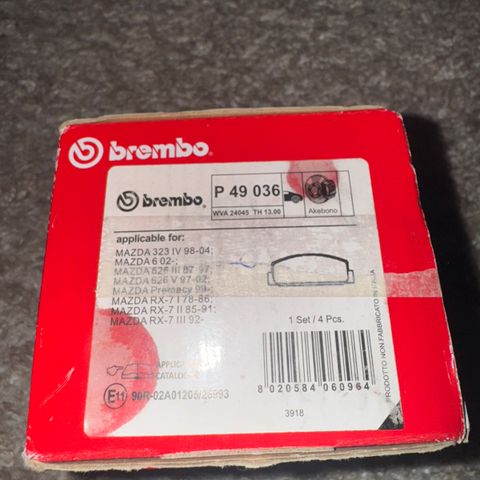 brembo.
brembo.
P 49 036
WVA 24045 TH 13.00
Akebono
applicable for:
MAZDA 323 IV 98-04;
MAZDA 6 02-;
MAZDA 626 III 87-97;
MAZDA 626 V 97-02;
MAZDA Premacy 99-;
MAZDA RX-7 I 78-86;
MAZDA RX-7 II 85-91;
MAZDA RX-7 III 92-
1 Set / 4 Pcs.
E11 90R-02A01205/
8 020584 060964
3918
PRODOTTO NON FABBRICATO IN ITALIA